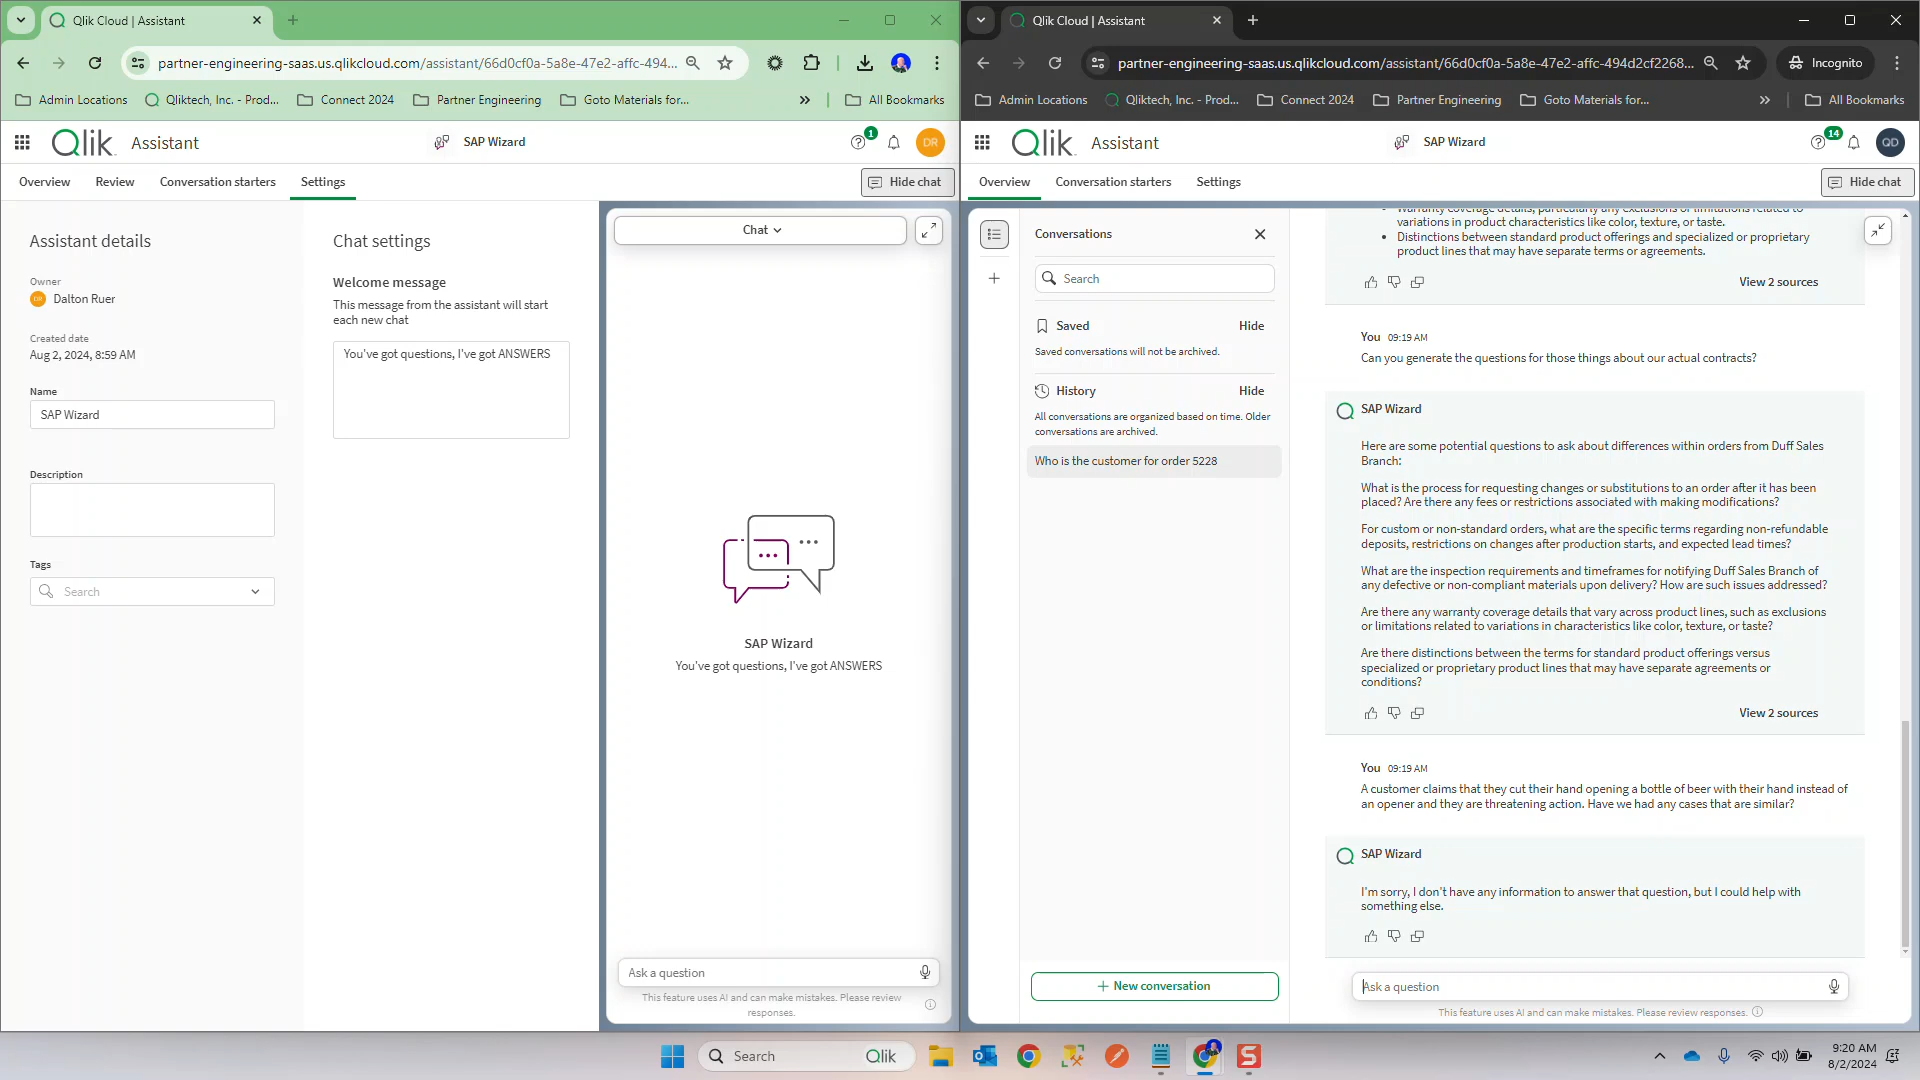 Qlik Cloud | Assistant
partner-engineering-saas.us.qlikcloud.com/assistant/66d0cf0a-5a8e-47e2-affc-494...
Admin Locations
Qliktech, Inc. - Prod...
Connect 2024
Partner Engineering
Goto Materials for...
All Bookmarks
Qlik
Assistant
SAP Wizard
1
DR
Overview
Review
Conversation starters
Settings
Hide chat
Assistant details
Owner
DR
Dalton Ruer
Created date
Aug 2, 2024, 8:59 AM
Name
SAP Wizard
Description
Tags
Search
Chat settings
Welcome message
This message from the assistant will start
each new chat
You've got questions, I've got ANSWERS
Chat
SAP Wizard
You've got questions, I've got ANSWERS
Ask a question
This feature uses AI and can make mistakes. Please review
responses.
Qlik Cloud | Assistant
partner-engineering-saas.us.qlikcloud.com/assistant/66d0cf0a-5a8e-47e2-affc-494d2cf2268...
Incognito
Admin Locations
Qliktech, Inc. - Prod...
Connect 2024
Partner Engineering
Goto Materials for...
All Bookmarks
Qlik
Assistant
SAP Wizard
14
QD
Overview
Conversation starters
Settings
Hide chat
Conversations
Search
Saved
Hide
Saved conversations will not be archived.
History
Hide
All conversations are organized based on time. Older
conversations are archived.
Who is the customer for order 5228
New conversation
Warranty coverage details, particularly any exclusions or limitations related to
variations in product characteristics like color, texture, or taste.
Distinctions between standard product offerings and specialized or proprietary
product lines that may have separate terms or agreements.
View 2 sources
You 09:19 AM
Can you generate the questions for those things about our actual contracts?
SAP Wizard
Here are some potential questions to ask about differences within orders from Duff Sales
Branch:
What is the process for requesting changes or substitutions to an order after it has been
placed? Are there any fees or restrictions associated with making modifications?
For custom or non-standard orders, what are the specific terms regarding non-refundable
deposits, restrictions on changes after production starts, and expected lead times?
What are the inspection requirements and timeframes for notifying Duff Sales Branch of
any defective or non-compliant materials upon delivery? How are such issues addressed?
Are there any warranty coverage details that vary across product lines, such as exclusions
or limitations related to variations in characteristics like color, texture, or taste?
Are there distinctions between the terms for standard product offerings versus
specialized or proprietary product lines that may have separate agreements or
conditions?
View 2 sources
You 09:19 AM
A customer claims that they cut their hand opening a bottle of beer with their hand instead of
an opener and they are threatening action. Have we had any cases that are similar?
SAP Wizard
I'm sorry, I don't have any information to answer that question, but I could help with
something else.
Ask a question
This feature uses AI and can make mistakes. Please review responses.
Search
Qlik
9:20 AM
8/2/2024